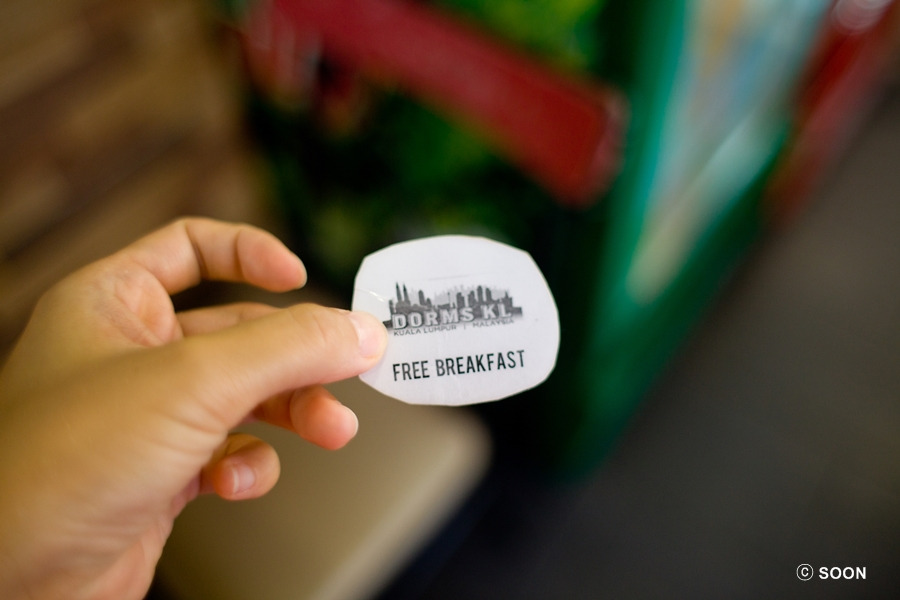 DORMS KL
KUALA LUMPUR | MALAYSIA
FREE BREAKFAST
© SOON